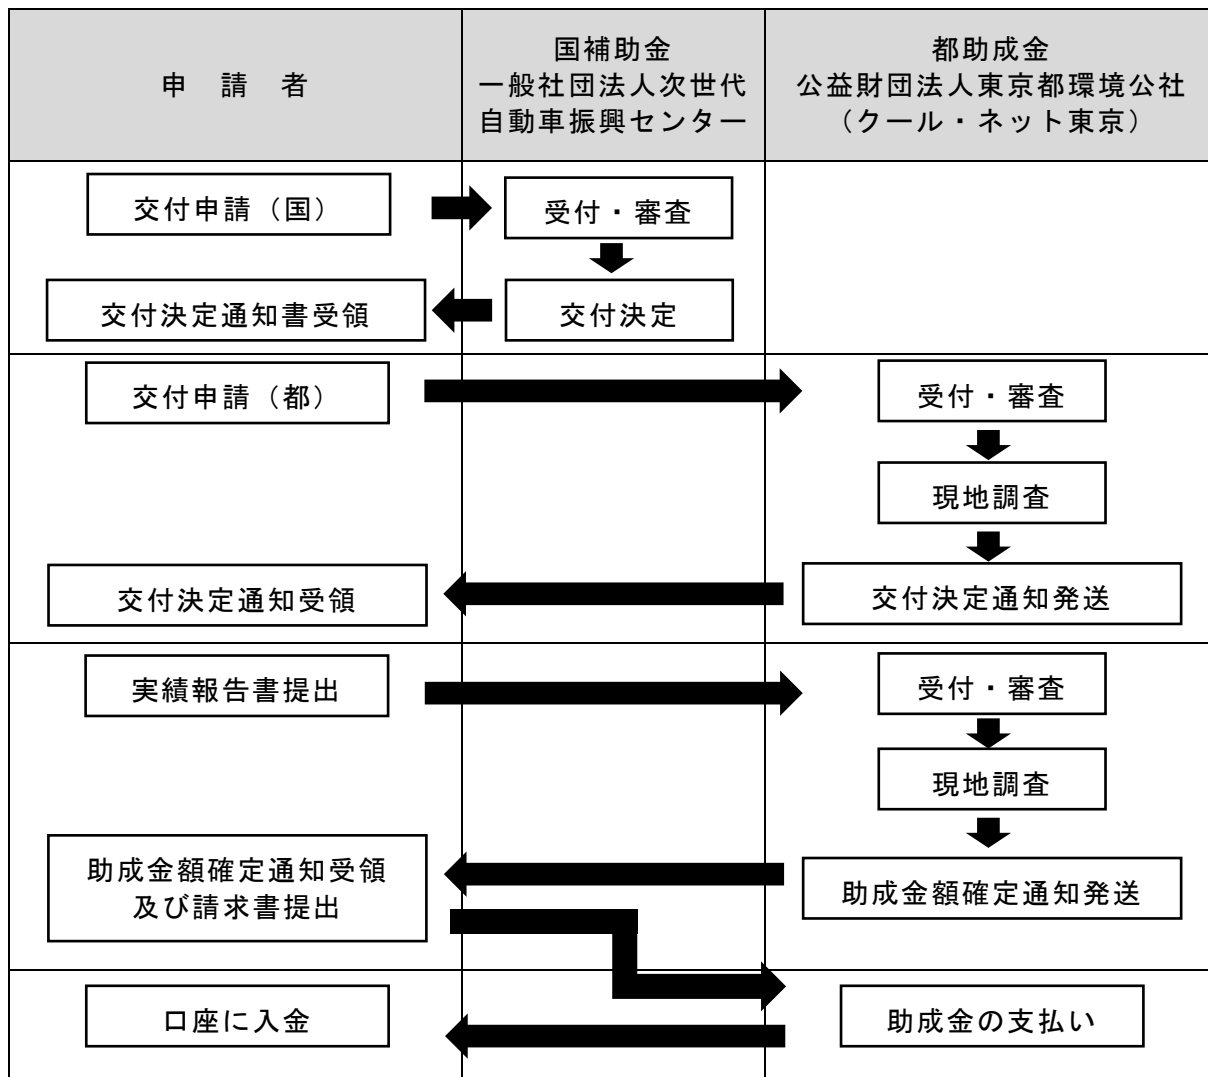 申 請 者
国補助金
一般社団法人次世代
自動車振興センター
都助成金
公益財団法人東京都環境公社
(クール・ネット東京)
交付申請(国)
受付・審査
交付決定通知書受領
交付決定
交付申請(都)
受付・審査
現地調査
交付決定通知受領
交付決定通知発送
実績報告書提出
受付・審査
現地調査
助成金額確定通知受領
及び請求書提出
助成金額確定通知発送
口座に入金
助成金の支払い